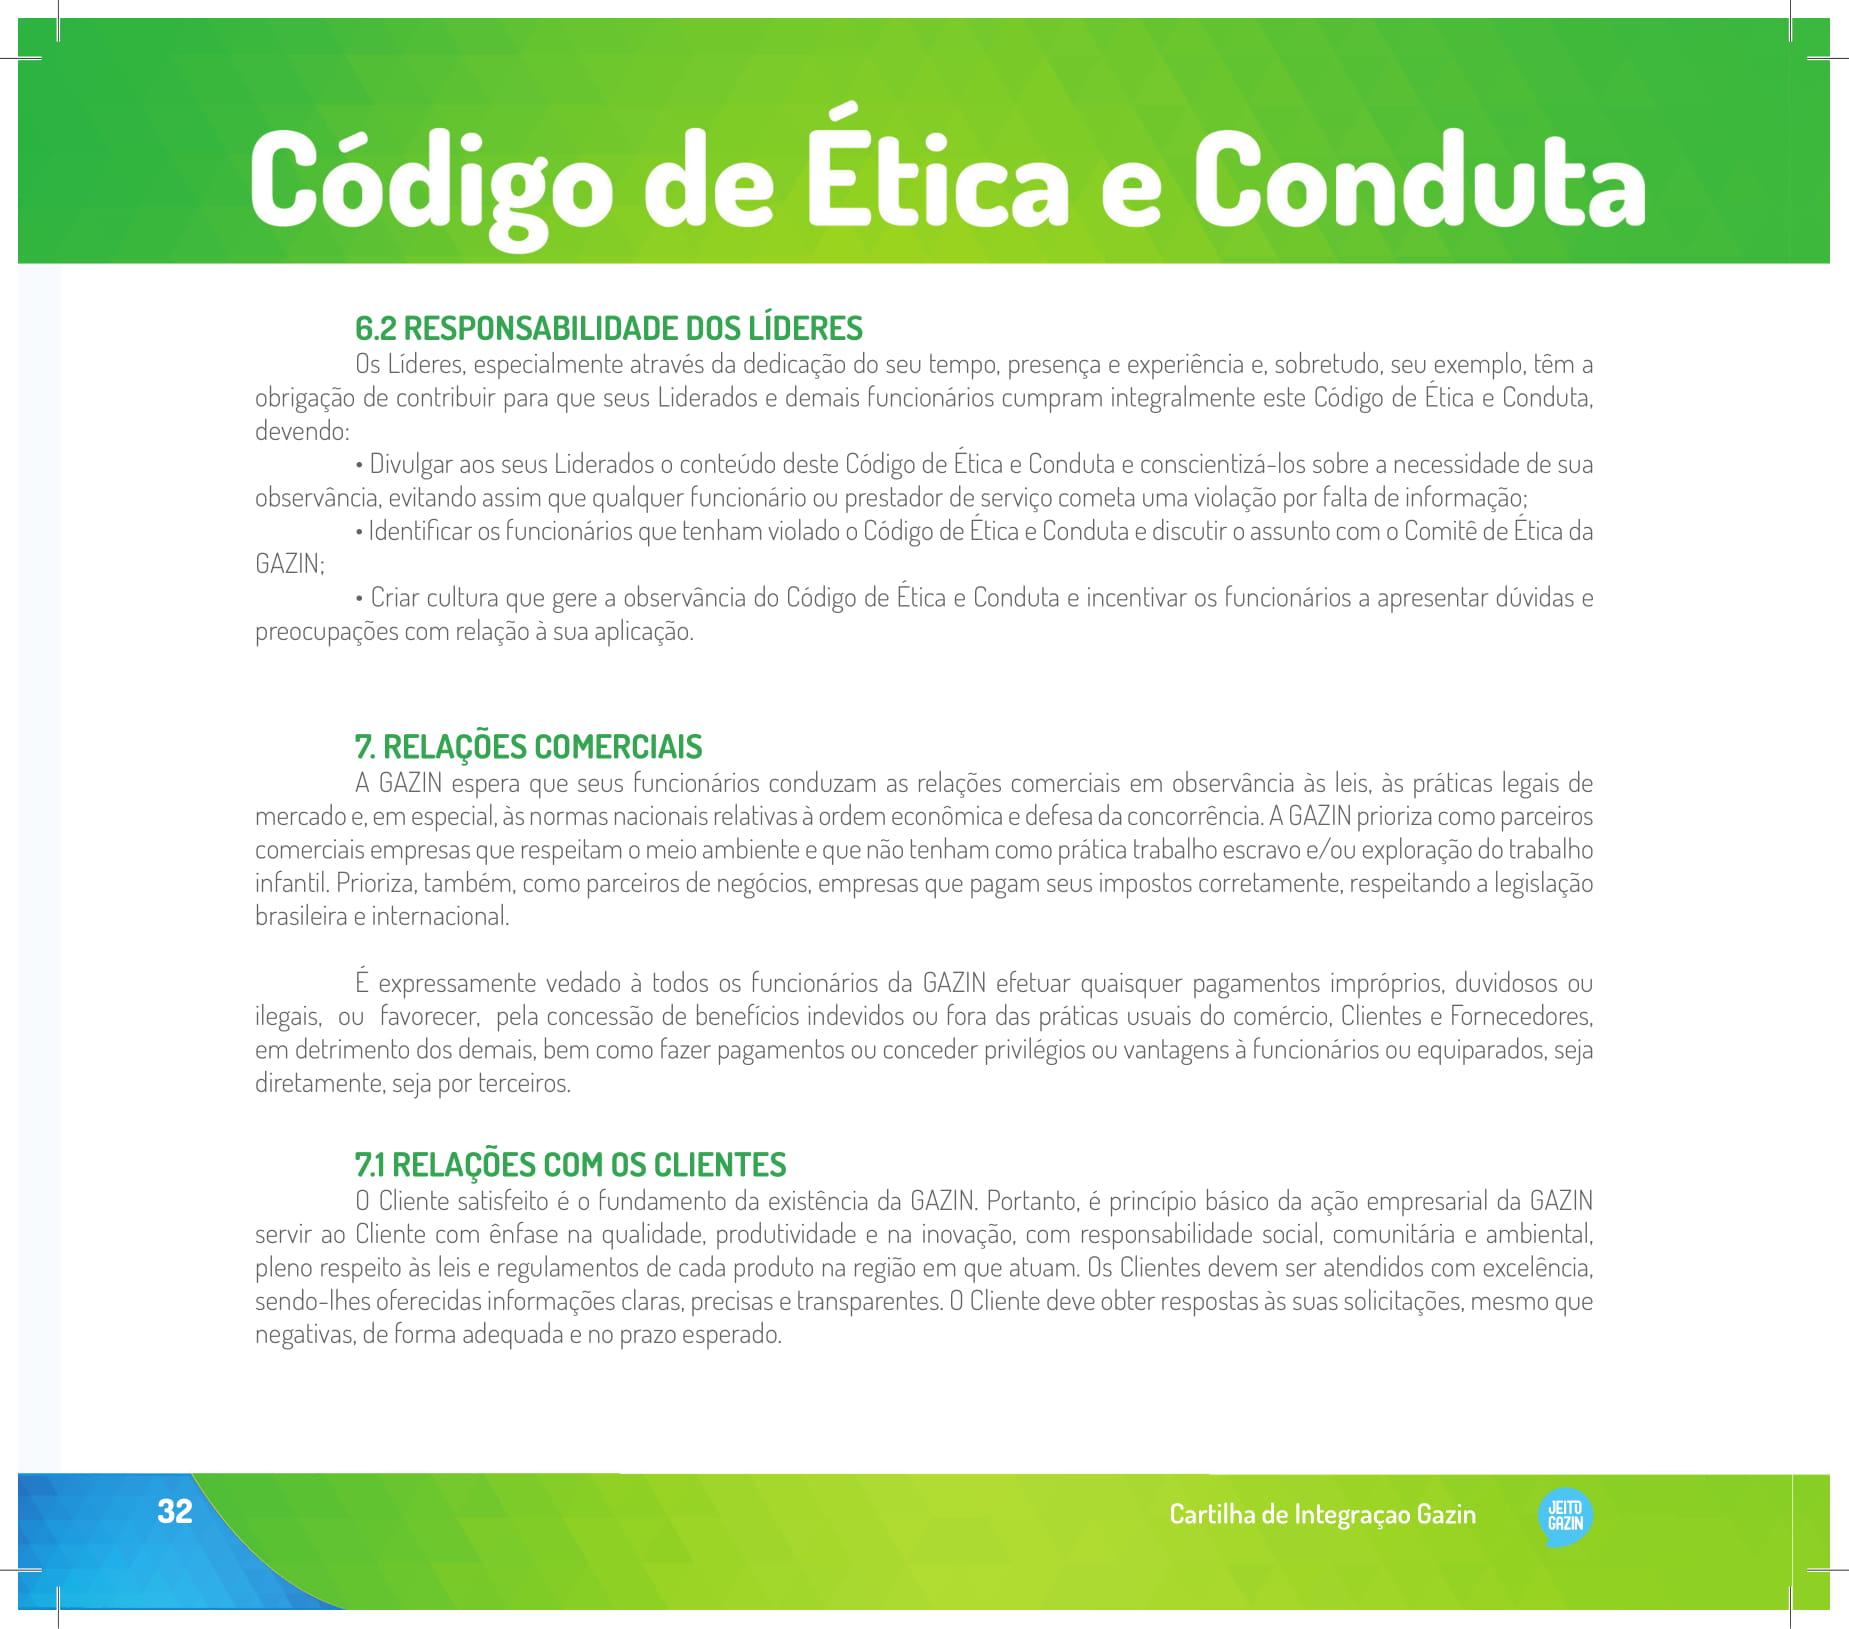 Código de Ética e Conduta
6.2 RESPONSABILIDADE DOS LÍDERES
Os Líderes, especialmente através da dedicação do seu tempo, presença e experiência e, sobretudo, seu exemplo, têm a
obrigação de contribuir para que seus Liderados e demais funcionários cumpram integralmente este Código de Ética e Conduta,
devendo:
• Divulgar aos seus Liderados o conteúdo deste Código de Ética e Conduta e conscientizá-los sobre a necessidade de sua
observância, evitando assim que qualquer funcionário ou prestador de serviço cometa uma violação por falta de informação;
• Identificar os funcionários que tenham violado o Código de Ética e Conduta e discutir o assunto com o Comitê de Ética da
GAZIN;
• Criar cultura que gere a observância do Código de Ética e Conduta e incentivar os funcionários a apresentar dúvidas e
preocupações com relação à sua aplicação.
7. RELAÇÕES COMERCIAIS
A GAZIN espera que seus funcionários conduzam as relações comerciais em observância às leis, às práticas legais de
mercado e, em especial, às normas nacionais relativas à ordem econômica e defesa da concorrência. A GAZIN prioriza como parceiros
comerciais empresas que respeitam o meio ambiente e que não tenham como prática trabalho escravo e/ou exploração do trabalho
infantil. Prioriza, também, como parceiros de negócios, empresas que pagam seus impostos corretamente, respeitando a legislação
brasileira e internacional.
É expressamente vedado à todos os funcionários da GAZIN efetuar quaisquer pagamentos impróprios, duvidosos ou
ilegais, ou favorecer, pela concessão de benefícios indevidos ou fora das práticas usuais do comércio, Clientes e Fornecedores,
em detrimento dos demais, bem como fazer pagamentos ou conceder privilégios ou vantagens à funcionários ou equiparados, seja
diretamente, seja por terceiros.
7.1 RELAÇÕES COM OS CLIENTES
O Cliente satisfeito é o fundamento da existência da GAZIN. Portanto, é princípio básico da ação empresarial da GAZIN
servir ao Cliente com ênfase na qualidade, produtividade e na inovação, com responsabilidade social, comunitária e ambiental,
pleno respeito às leis e regulamentos de cada produto na região em que atuam. Os Clientes devem ser atendidos com excelência,
sendo-lhes oferecidas informações claras, precisas e transparentes. O Cliente deve obter respostas às suas solicitações, mesmo que
negativas, de forma adequada e no prazo esperado.
32
Cartilha de Integraçao Gazin
JEITO
GAZIN